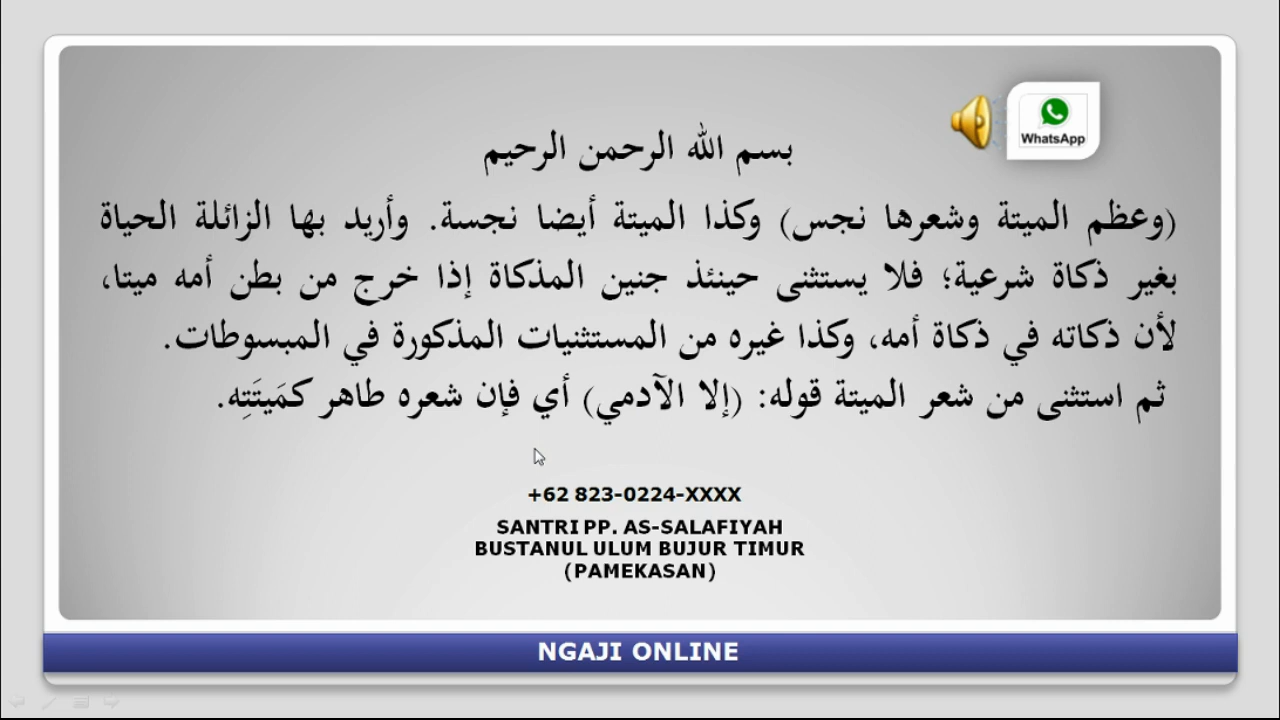 WhatsApp
بسم الله الرحمن الرحيم
(وعظم الميتة وشعرها نجس) وكذا الميتة أيضا نجسة. وأريد بها الزائلة الحياة
بغير ذكاة شرعية؛ فلا يستثنى حينئذ جنين المذكاة إذا خرج من بطن أمه ميتا،
لأن ذكاته في ذكاة أمه، وكذا غيره من المستثنيات المذكورة في المبسوطات.
ثم استثنى من شعر الميتة قوله: (إلا الآدمي) أي فإن شعره طاهر كمَيتَتِه.
+62 823-0224-XXXX
SANTRI PP. AS-SALAFIYAH
BUSTANUL ULUM BUJUR TIMUR
(PAMEKASAN)
NGAJI ONLINE